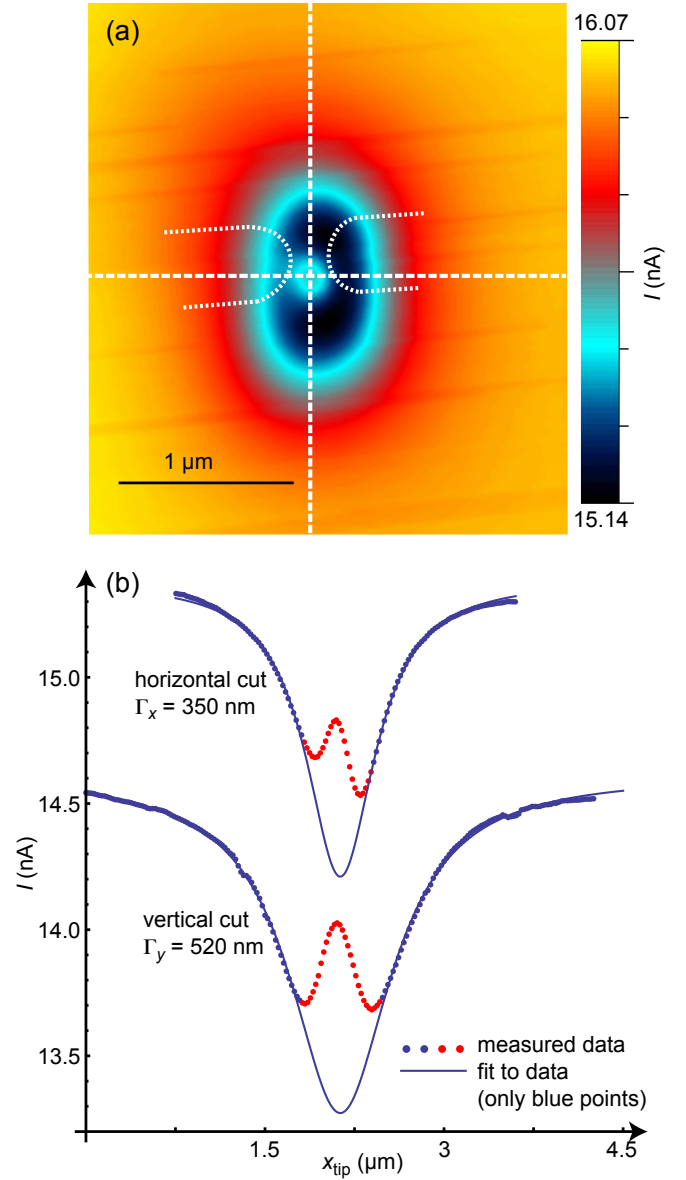 (a)
16.07
I (nA)
15.14
1 μm
(b)
15.0
horizontal cut
Γx = 350 nm
14.5
I (nA)
14.0
vertical cut
Γy = 520 nm
13.5
measured data
fit to data
(only blue points)
1.5
3
4.5
xtip (μm)